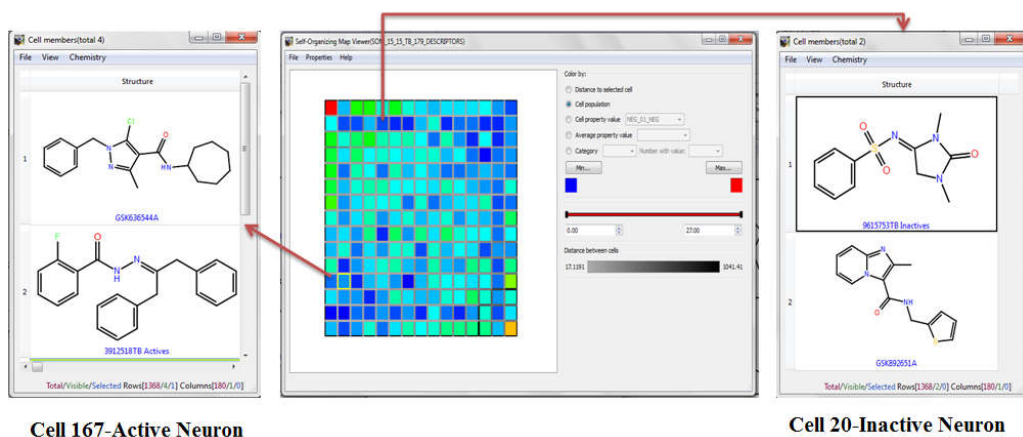 Cell members(total 4)
File View Chemistry
Structure
1
Cl
N
N
O
NH
GSK636544A
2
F
O
N
H
N
3912518TB Actives
Total/Visible/Selected Rows[1368/4/1] Columns[180/1/0]
Cell 167-Active Neuron
Self-Organizing Map Viewer(SOM_15_15_TB_179_DESCRIPTORS)
File Properties Help
Color by:
Distance to selected cell
Cell population
Cell property value NEG_01_NEG
Average property value
Category Number with value:
Min... Max...
0.00 27.00
Distance between cells
17.1191 1041.41
Cell members(total 2)
File View Chemistry
Structure
1
O
S
O
N
N
O
N
9615753TB Inactives
2
N
N
O
NH
S
GSK892651A
Total/Visible/Selected Rows[1368/2/0] Columns[180/1/0]
Cell 20-Inactive Neuron